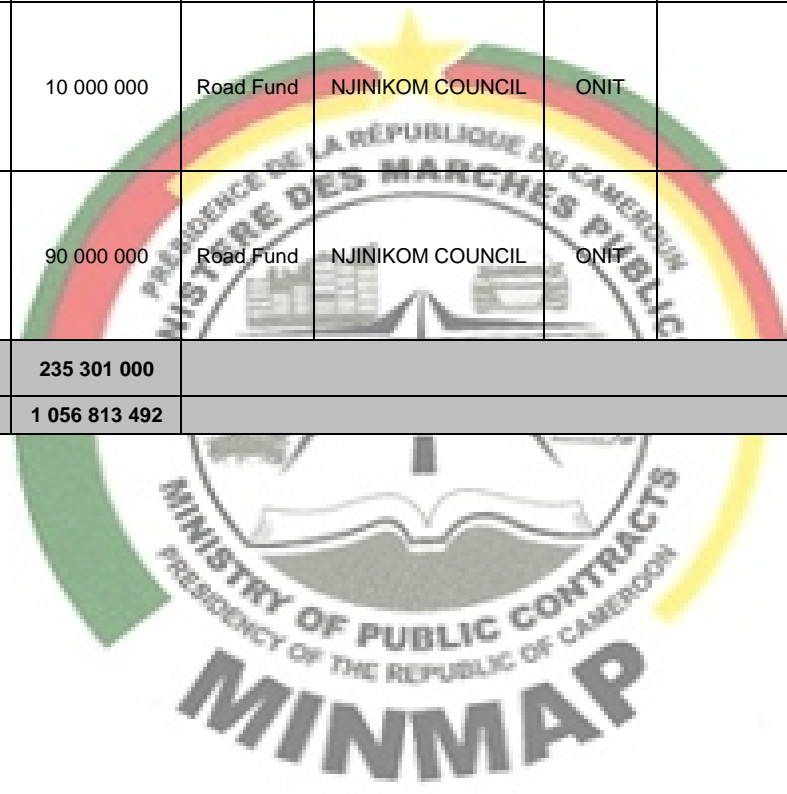 10 000 000 Road Fund NJINIKOM COUNCIL ONIT
PRÉSIDENCE DE LA RÉPUBLIQUE DU CAMEROUN
MINISTERE DES MARCHES PUBLICS
90 000 000 Road Fund NJINIKOM COUNCIL ONIT
235 301 000
1 056 813 492
MINISTRY OF PUBLIC CONTRACTS
PRESIDENCY OF THE REPUBLIC OF CAMEROON
MINMAP